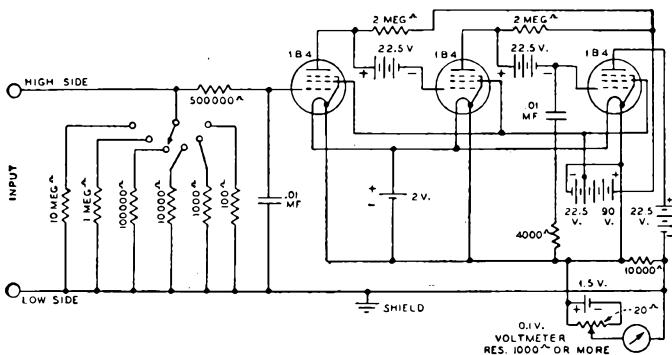 2 MEG^
2 MEG^
1B4
1B4
1B4
22.5 V.
22.5 V.
+ -
+ -
HIGH SIDE
500000^
.01
MF
INPUT
10 MEG^
1 MEG^
100000^
10000^
1000^
100^
.01
MF
+
-
2 V.
4000^
+ -
22.5
V.
90
V.
22.5
V.
+
-
10000^
LOW SIDE
SHIELD
1.5 V.
+ -
20^
0.1 V.
VOLTMETER
RES. 1000^ OR MORE